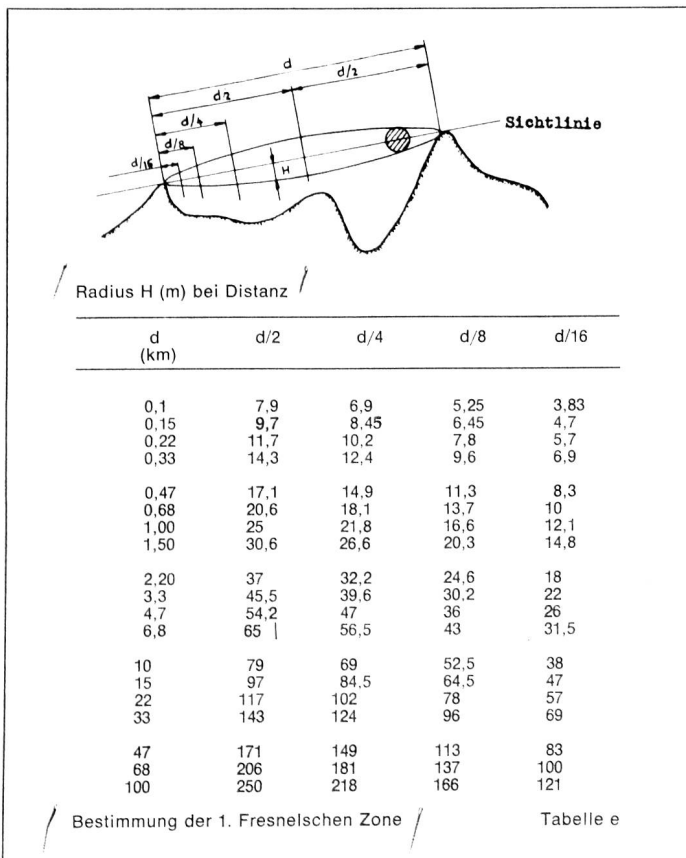 d
d2
d/2
d/4
d/8
d/16
H
Sichtlinie
Radius H (m) bei Distanz
d (km) d/2 d/4 d/8 d/16
0,1 7,9 6,9 5,25 3,83
0,15 9,7 8,45 6,45 4,7
0,22 11,7 10,2 7,8 5,7
0,33 14,3 12,4 9,6 6,9
0,47 17,1 14,9 11,3 8,3
0,68 20,6 18,1 13,7 10
1,00 25 21,8 16,6 12,1
1,50 30,6 26,6 20,3 14,8
2,20 37 32,2 24,6 18
3,3 45,5 39,6 30,2 22
4,7 54,2 47 36 26
6,8 65 56,5 43 31,5
10 79 69 52,5 38
15 97 84,5 64,5 47
22 117 102 78 57
33 143 124 96 69
47 171 149 113 83
68 206 181 137 100
100 250 218 166 121
Bestimmung der 1. Fresnelschen Zone Tabelle e